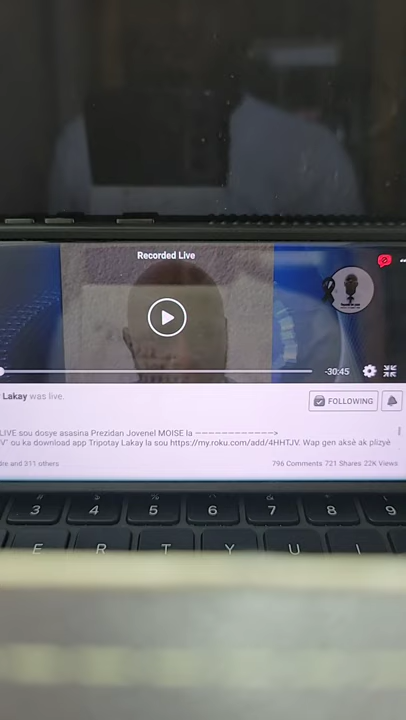 Recorded Live
2
-30:45
Lakay was live.
FOLLOWING
LIVE sou dosye asasina Prezidan Jovenel MOISE la ———————————>
V" ou ka download app Tripotay Lakay la sou https://my.roku.com/add/4HHTJV. Wap gen aksè ak plizyè
and 311 others
796 Comments 721 Shares 22K Views
3 4 5 6 7 8 9
E R T Y U I